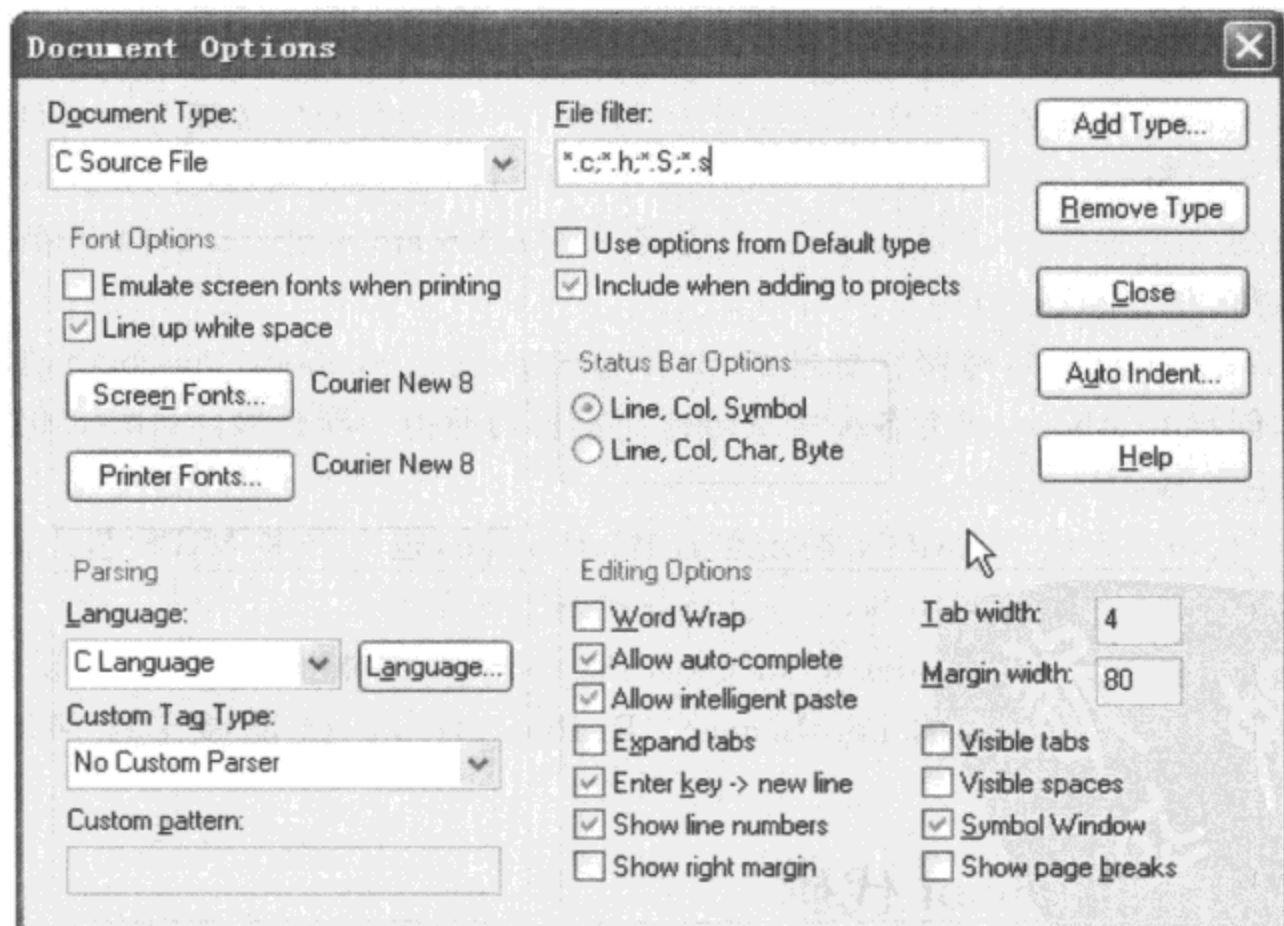 Document Options
Document Type:
C Source File
File filter:
*.c;*.h;*.S;*.s
Add Type...
Remove Type
Close
Auto Indent...
Help
Font Options
Emulate screen fonts when printing
Line up white space
Screen Fonts...
Courier New 8
Printer Fonts...
Courier New 8
Use options from Default type
Include when adding to projects
Status Bar Options
Line, Col, Symbol
Line, Col, Char, Byte
Parsing
Language:
C Language
Language...
Custom Tag Type:
No Custom Parser
Custom pattern:
Editing Options
Word Wrap
Allow auto-complete
Allow intelligent paste
Expand tabs
Enter key -> new line
Show line numbers
Show right margin
Tab width:
4
Margin width:
80
Visible tabs
Visible spaces
Symbol Window
Show page breaks